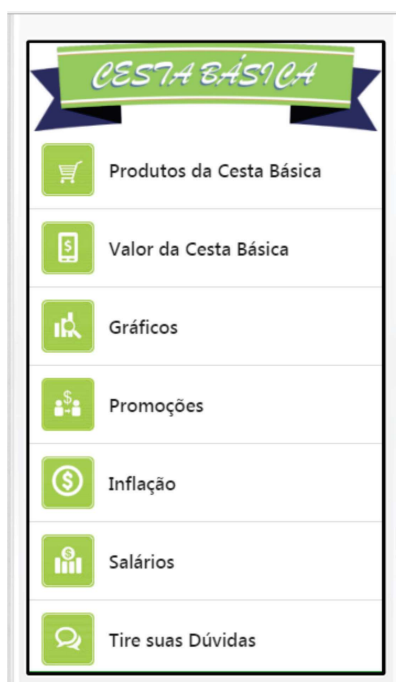 CESTA BÁSICA
Produtos da Cesta Básica
Valor da Cesta Básica
Gráficos
Promoções
Inflação
Salários
Tire suas Dúvidas